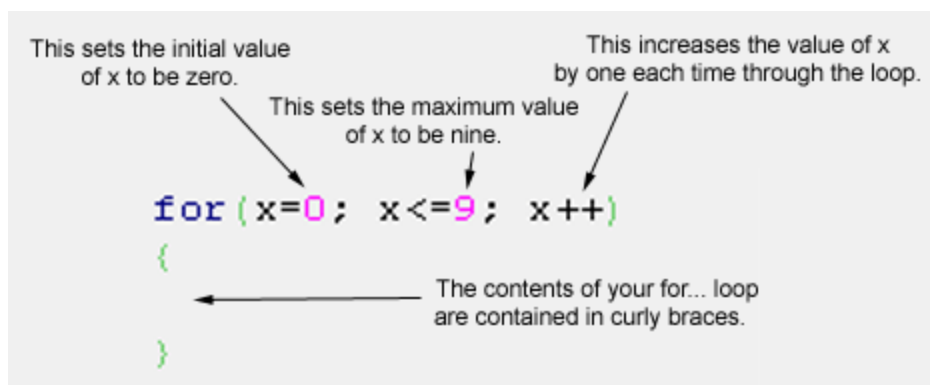 This sets the initial value
of x to be zero.
This increases the value of x
by one each time through the loop.
This sets the maximum value
of x to be nine.
for(x=0; x<=9; x++)
{
The contents of your for... loop
are contained in curly braces.
}